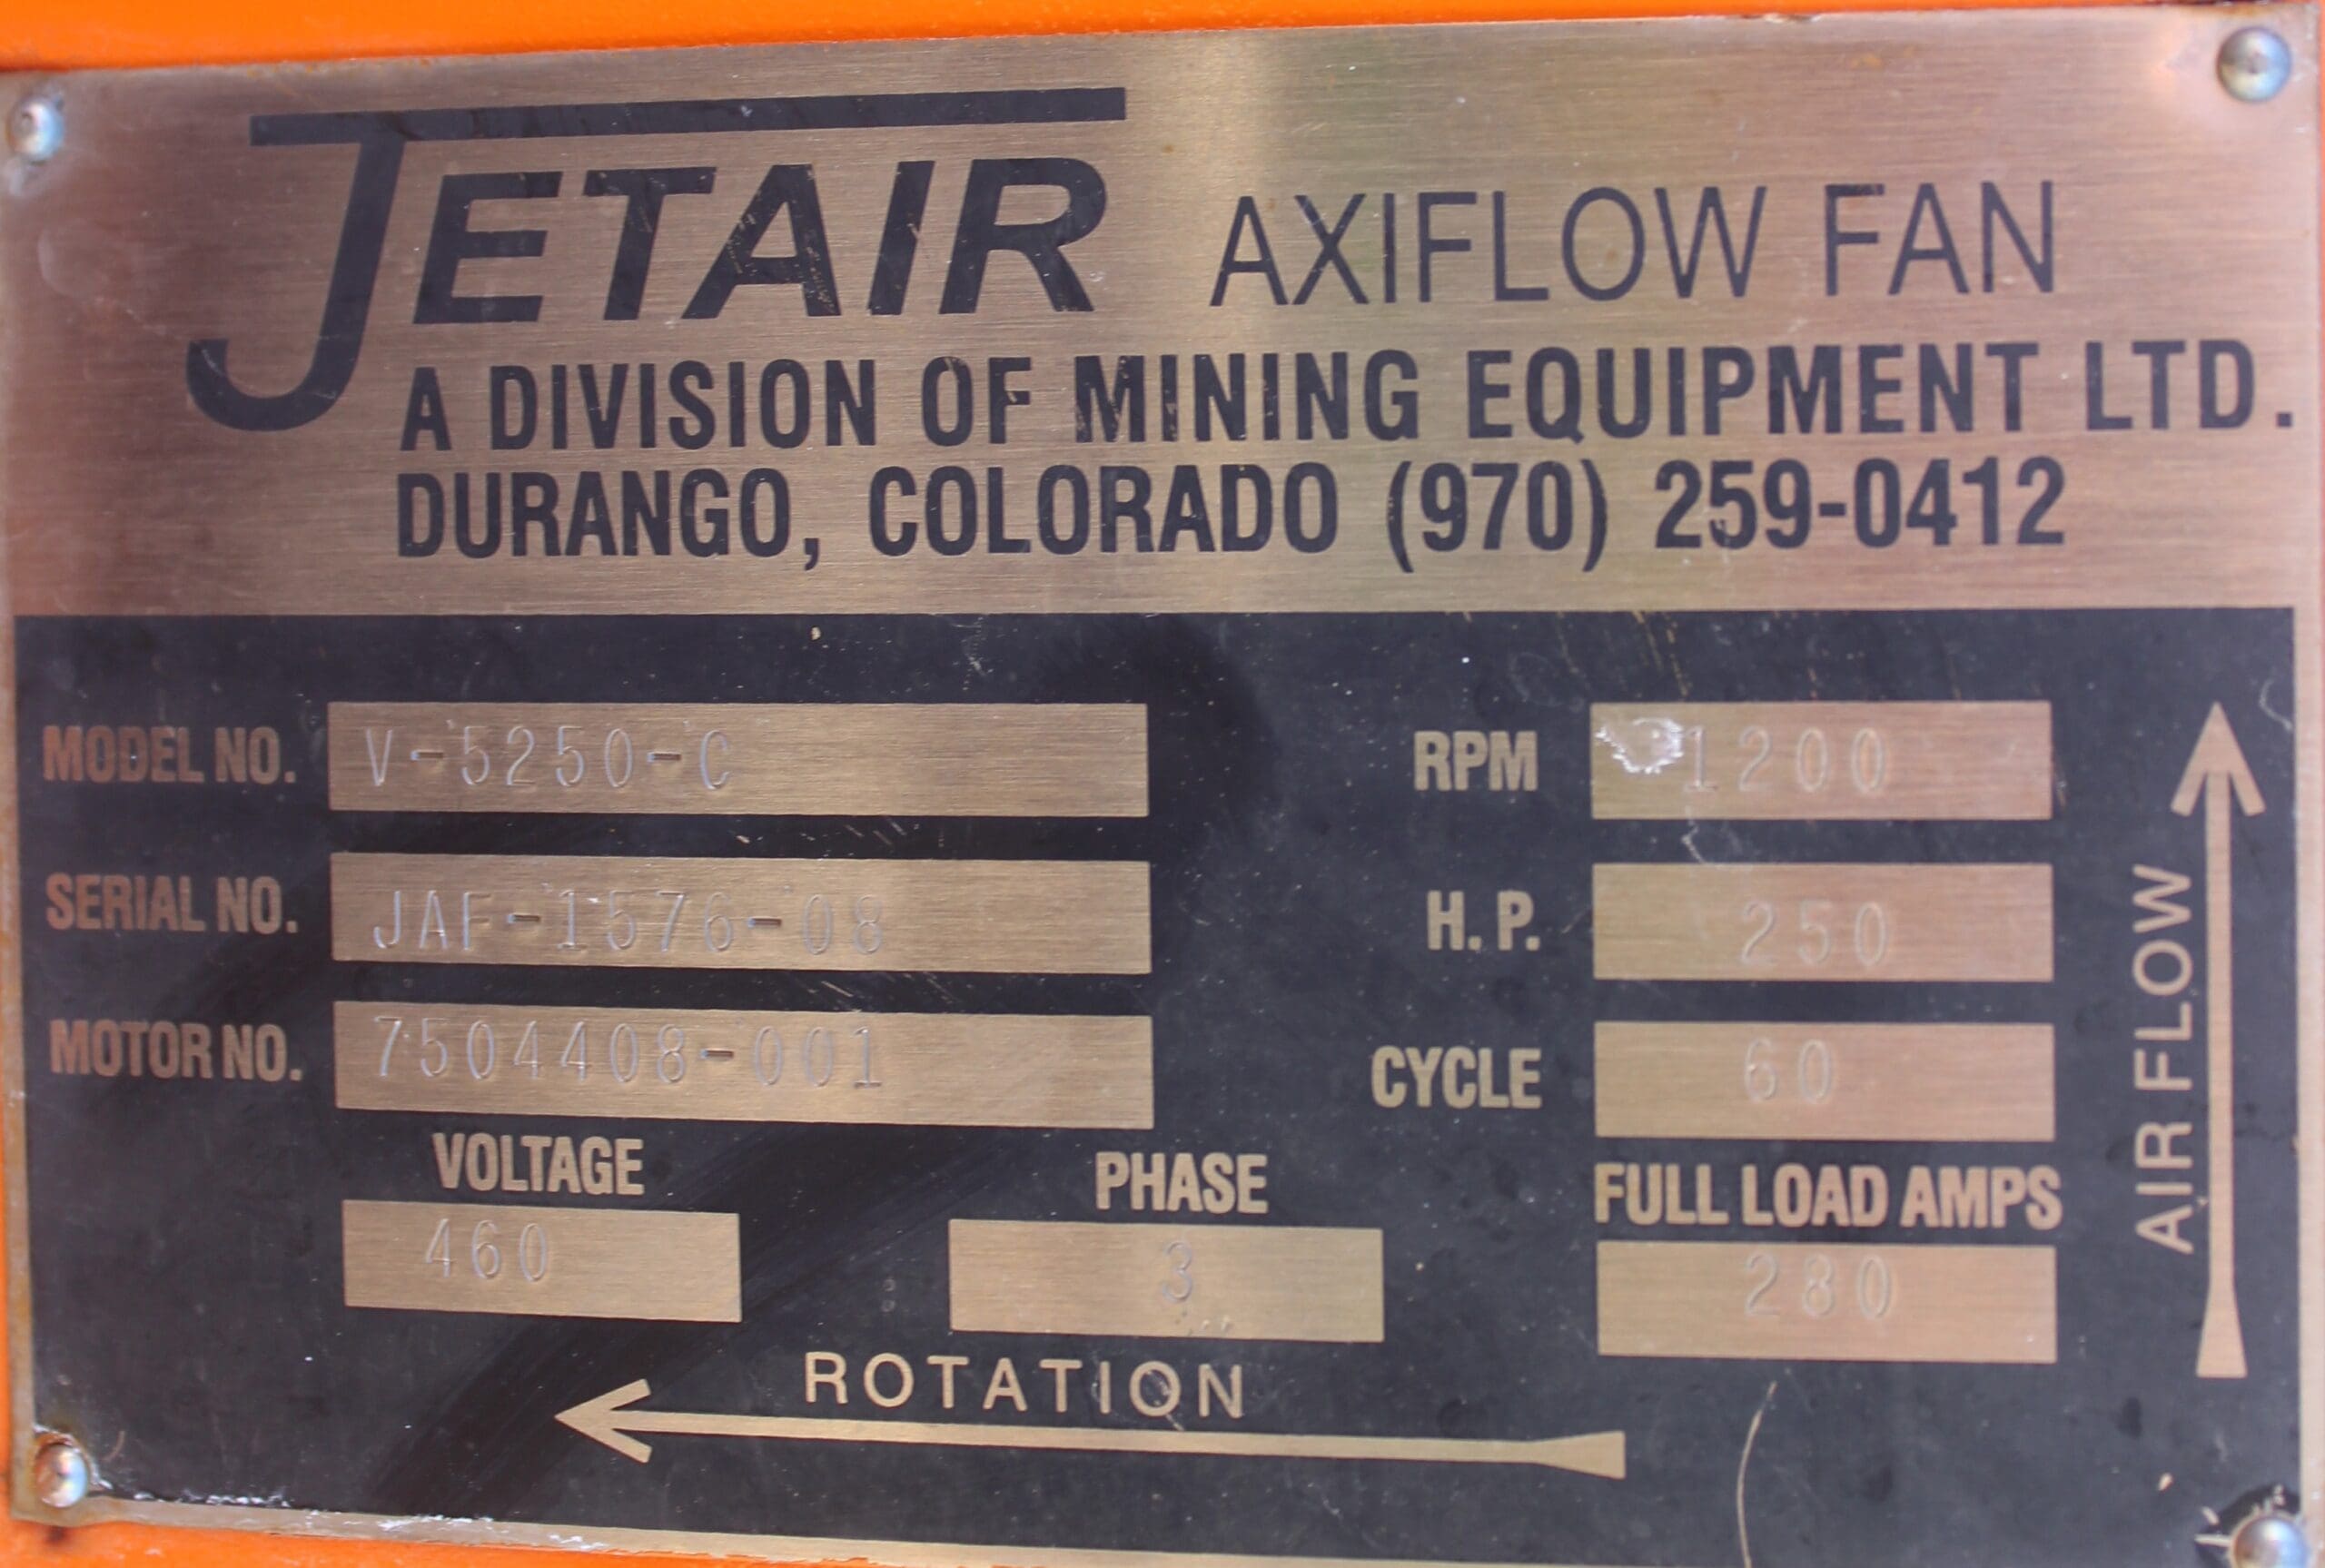 JETAIR AXIFLOW FAN
A DIVISION OF MINING EQUIPMENT LTD.
DURANGO, COLORADO (970) 259-0412
MODEL NO. V-5250-C
RPM 1200
SERIAL NO. JAF-1576-08
H.P. 250
MOTOR NO. 7504408-001
CYCLE 60
VOLTAGE 460
PHASE 3
FULL LOAD AMPS 280
AIR FLOW
ROTATION